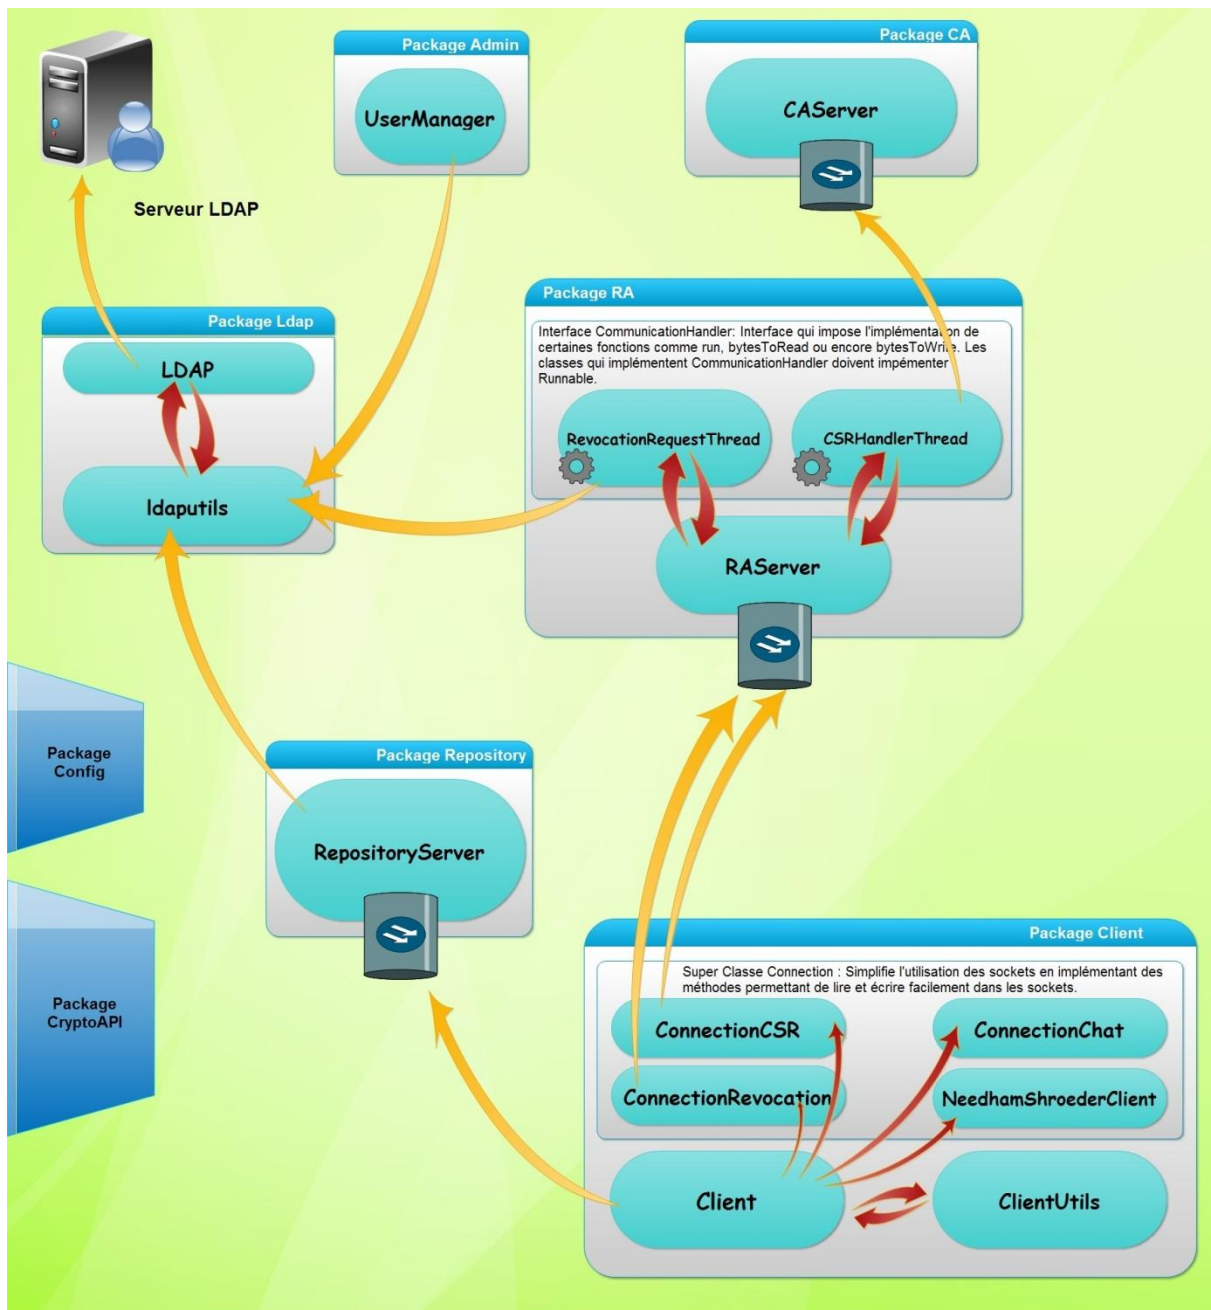 Package Admin
UserManager
Package CA
CAServer
Serveur LDAP
Package Ldap
LDAP
ldaputils
Package RA
Interface CommunicationHandler: Interface qui impose l'implémentation de
certaines fonctions comme run, bytesToRead ou encore bytesToWrite. Les
classes qui implémentent CommunicationHandler doivent impémenter
Runnable.
RevocationRequestThread
CSRHandlerThread
RAServer
Package
Config
Package Repository
RepositoryServer
Package
CryptoAPI
Package Client
Super Classe Connection : Simplifie l'utilisation des sockets en implémentant des
méthodes permettant de lire et écrire facilement dans les sockets.
ConnectionCSR
ConnectionChat
ConnectionRevocation
NeedhamShroederClient
Client
ClientUtils